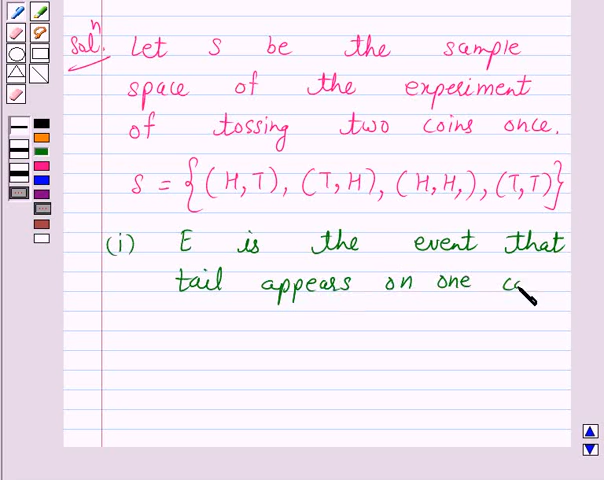 Solⁿ. Let S be the sample
space of the experiment
of tossing two coins once.
S = {(H,T), (T,H), (H,H,), (T,T)}
(i) E is the event that
tail appears on one co